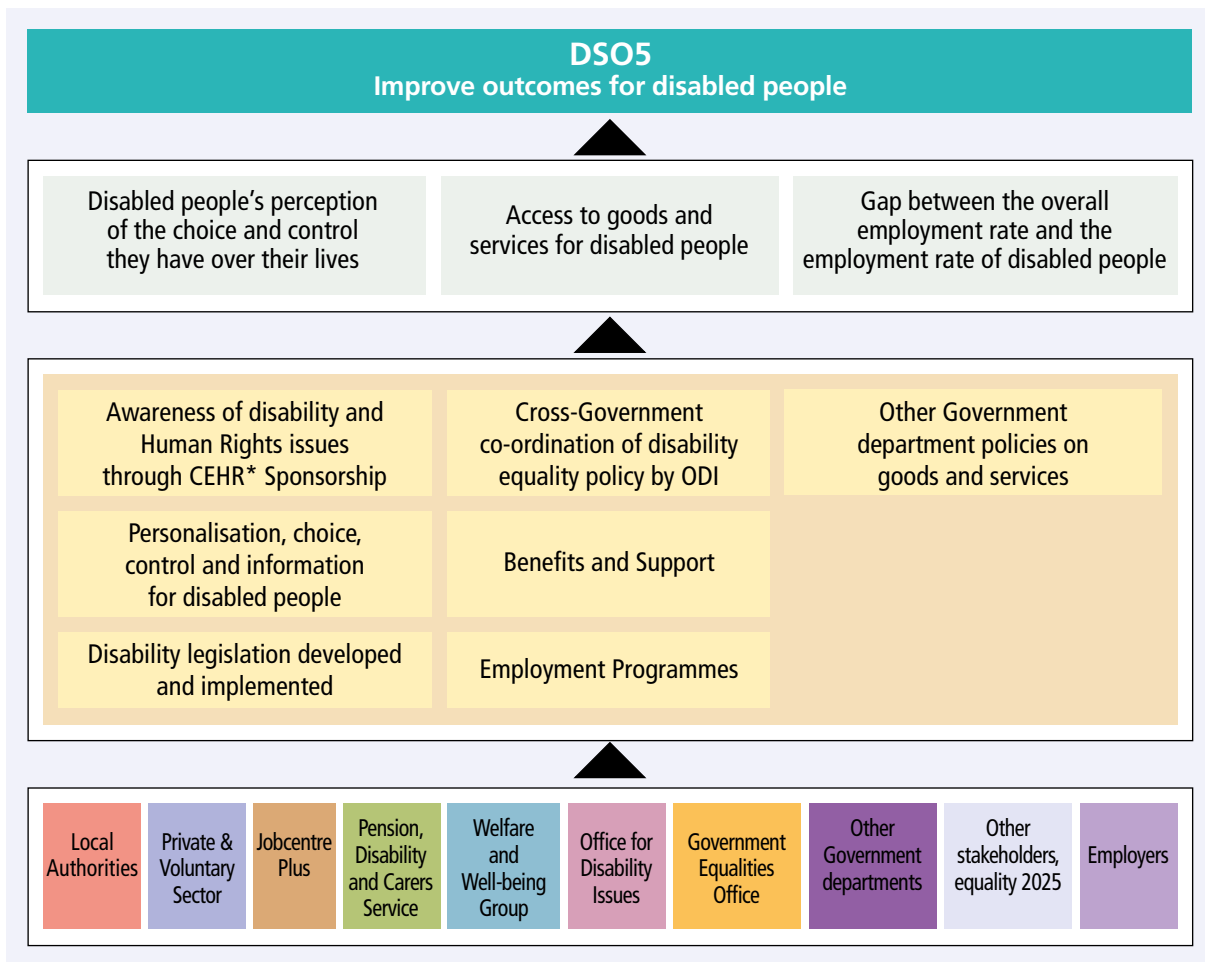 DSO5
Improve outcomes for disabled people
Disabled people’s perception
of the choice and control
they have over their lives
Access to goods and
services for disabled people
Gap between the overall
employment rate and the
employment rate of disabled people
Awareness of disability and
Human Rights issues
through CEHR* Sponsorship
Cross-Government
co-ordination of disability
equality policy by ODI
Other Government
department policies on
goods and services
Personalisation, choice,
control and information
for disabled people
Benefits and Support
Disability legislation developed
and implemented
Employment Programmes
Local
Authorities
Private &
Voluntary
Sector
Jobcentre
Plus
Pension,
Disability
and Carers
Service
Welfare
and
Well-being
Group
Office for
Disability
Issues
Government
Equalities
Office
Other
Government
departments
Other
stakeholders,
equality 2025
Employers